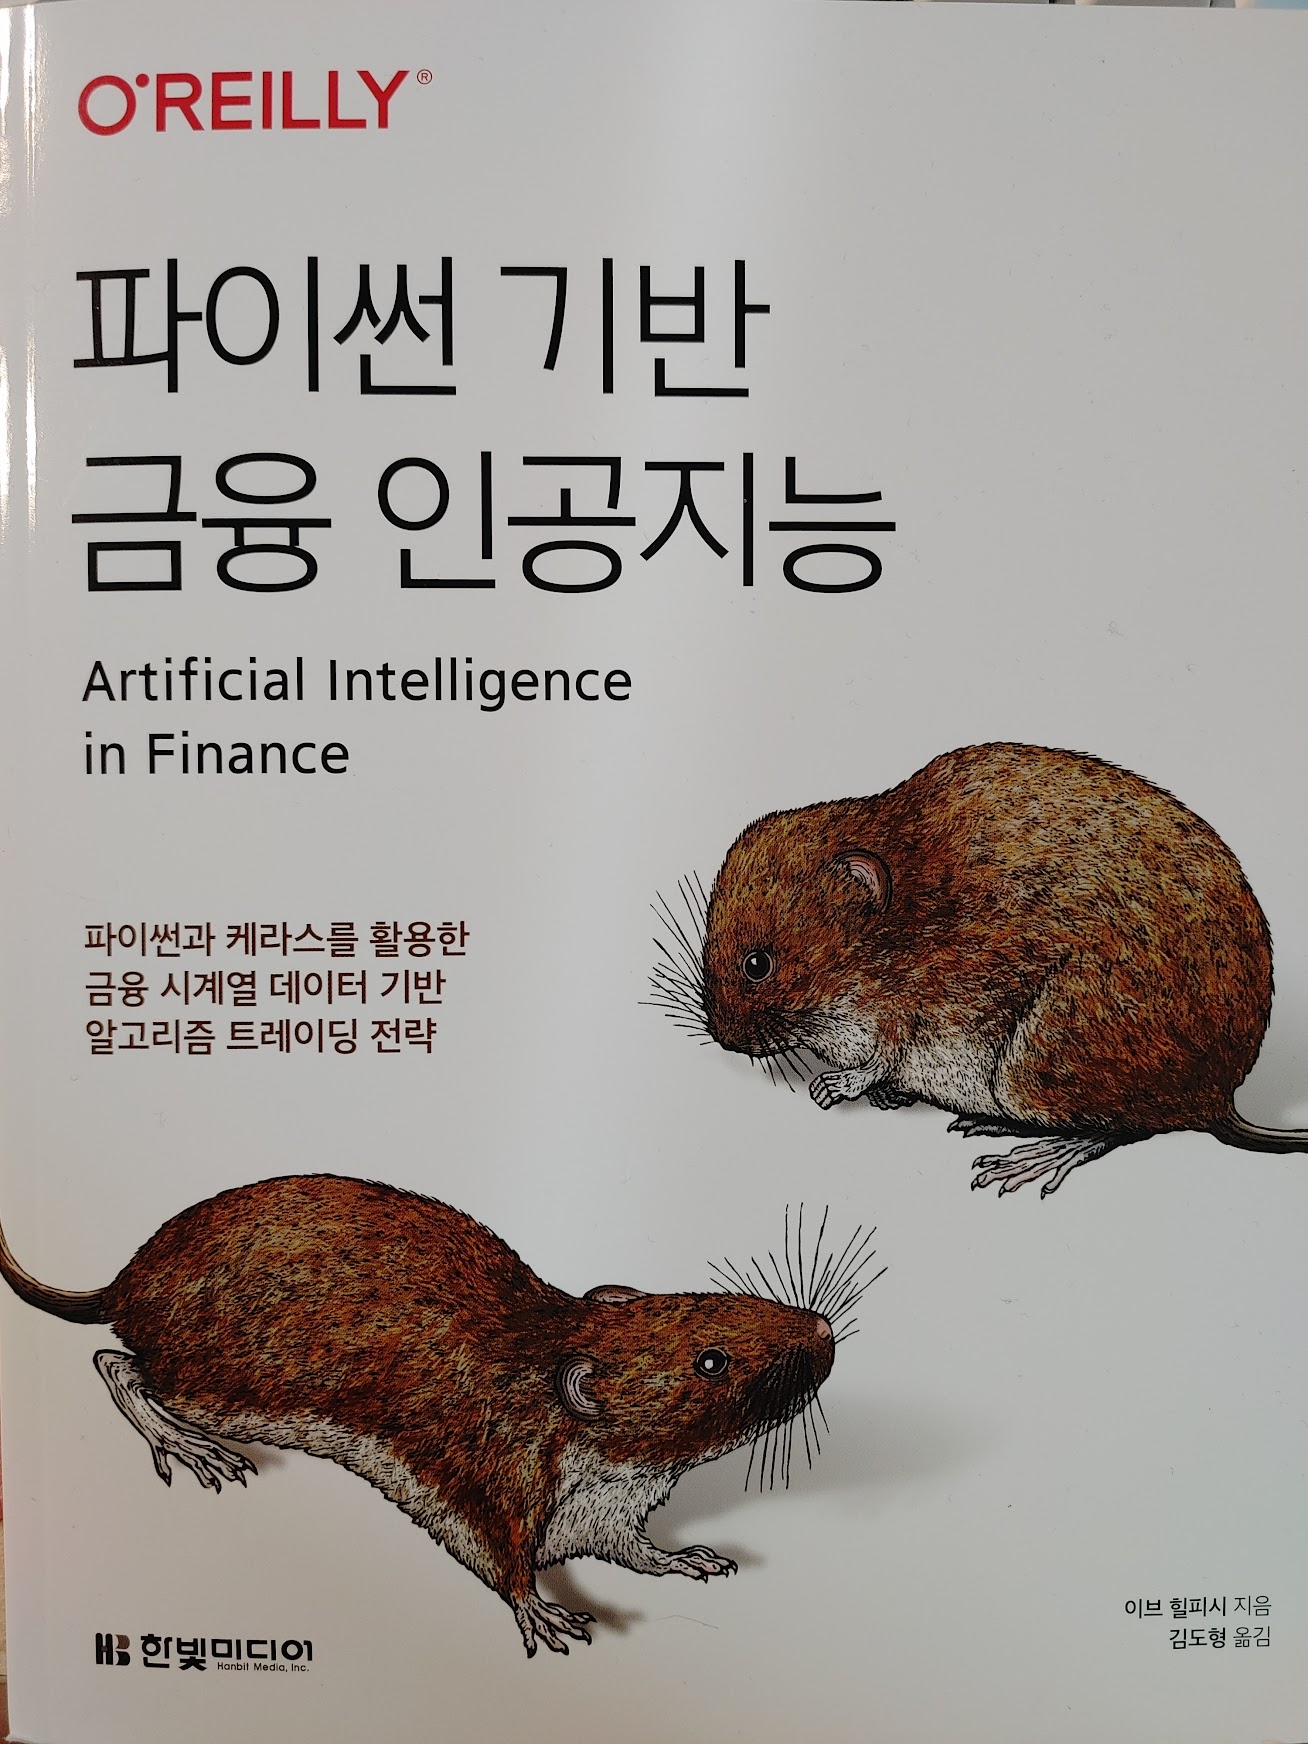 O'REILLY®
파이썬 기반
금융 인공지능
Artificial Intelligence
in Finance
파이썬과 케라스를 활용한
금융 시계열 데이터 기반
알고리즘 트레이딩 전략
이브 힐피시 지음
김도형 옮김
HB 한빛미디어
Hanbit Media, Inc.